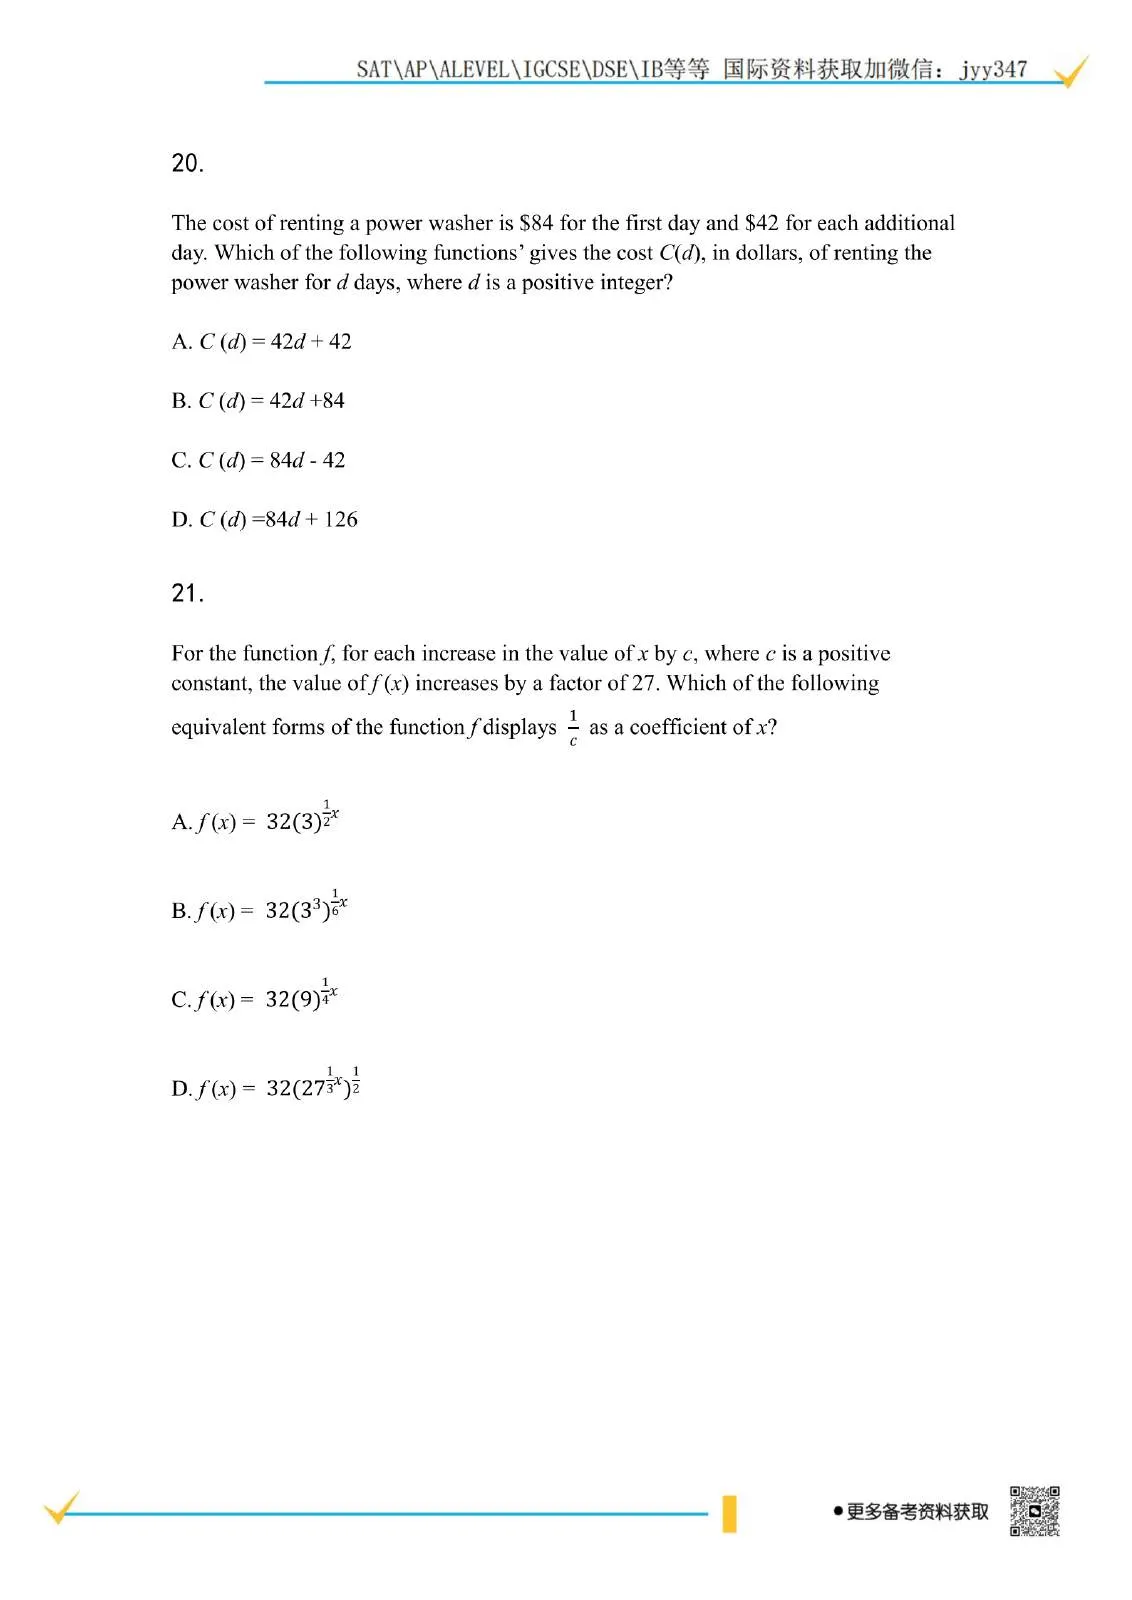 SAT\AP\ALEVEL\IGCSE\DSE\IB等等 国际资料获取加微信：jyy347
20.
The cost of renting a power washer is $84 for the first day and $42 for each additional
day. Which of the following functions’ gives the cost C(d), in dollars, of renting the
power washer for d days, where d is a positive integer?
A. C (d) = 42d + 42
B. C (d) = 42d +84
C. C (d) = 84d - 42
D. C (d) =84d + 126
21.
For the function f, for each increase in the value of x by c, where c is a positive
constant, the value of f (x) increases by a factor of 27. Which of the following
equivalent forms of the function f displays 1/c as a coefficient of x?
A. f (x) = 32(3)^(1/2 x)
B. f (x) = 32(3³)^(1/6 x)
C. f (x) = 32(9)^(1/4 x)
D. f (x) = 32(27^(1/3 x))^(1/2)
●更多备考资料获取